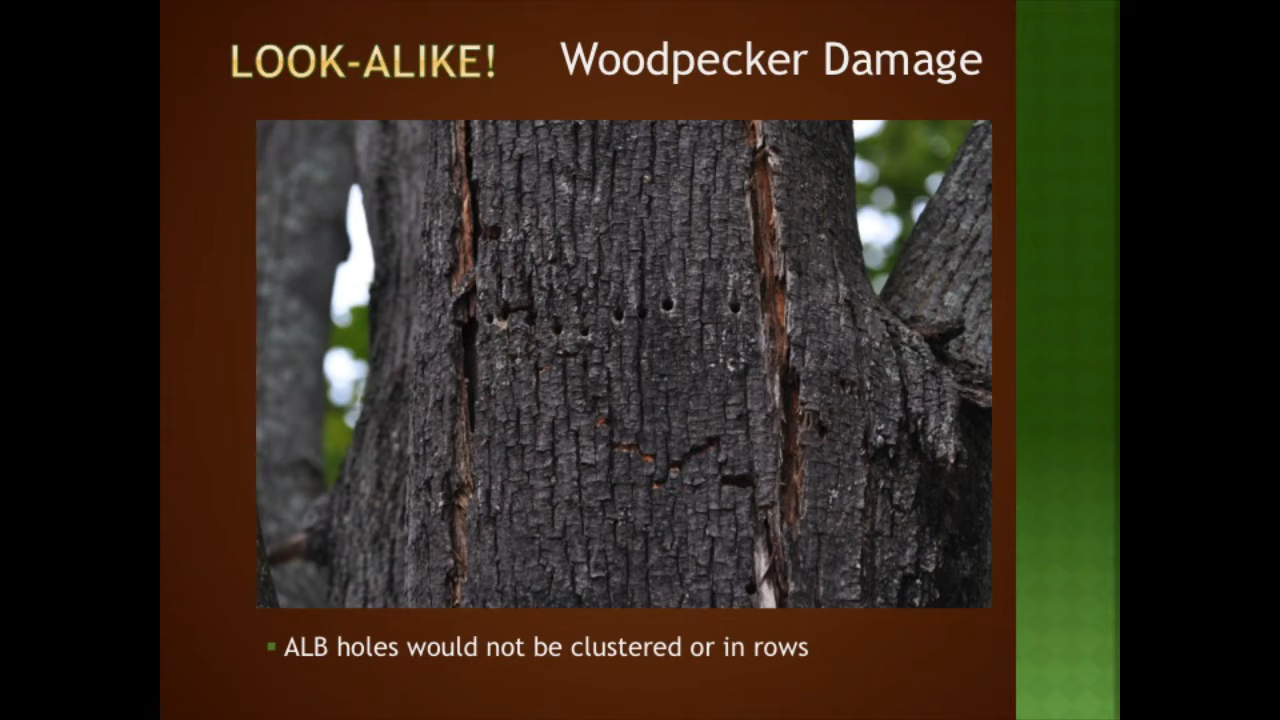 LOOK-ALIKE! Woodpecker Damage
ALB holes would not be clustered or in rows